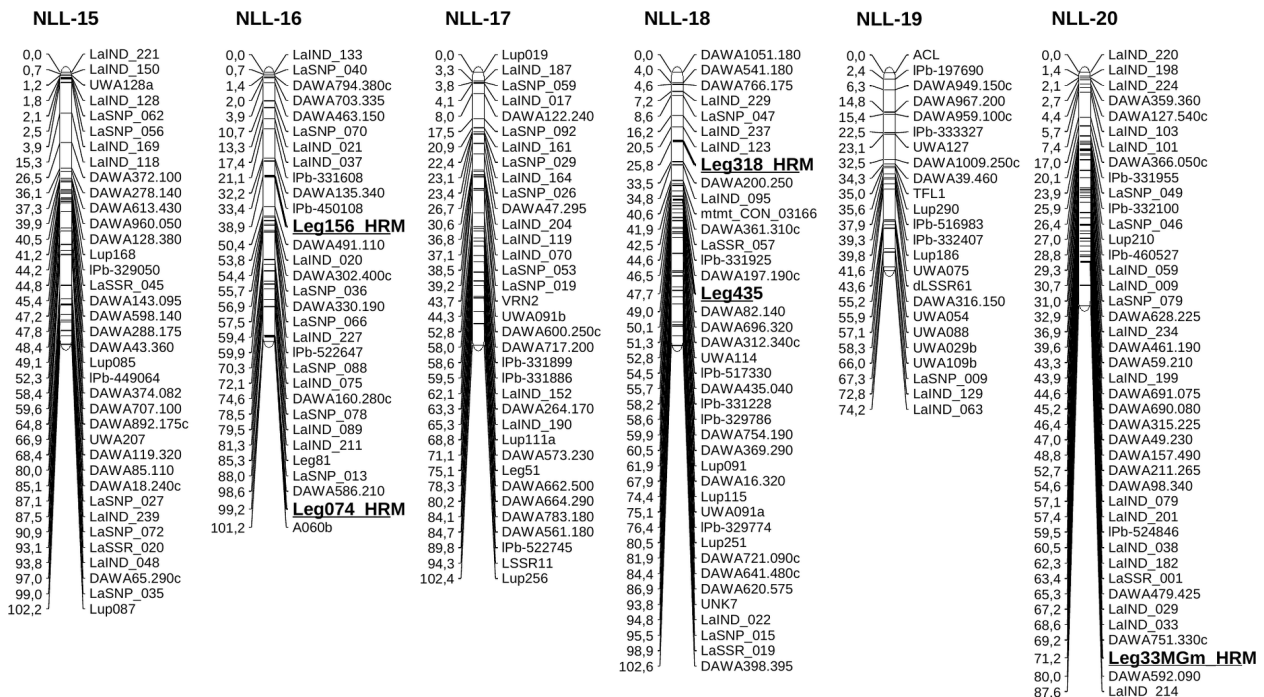 NLL-15
0,0 LaIND_221
0,7 LaIND_150
1,2 UWA128a
1,8 LaIND_128
2,1 LaSNP_062
2,5 LaSNP_056
3,9 LaIND_169
15,3 LaIND_118
26,5 DAWA372.100
36,1 DAWA278.140
37,3 DAWA613.430
39,9 DAWA960.050
40,5 DAWA128.380
41,2 Lup168
44,2 lPb-329050
44,8 LaSSR_045
45,4 DAWA143.095
47,2 DAWA598.140
47,8 DAWA288.175
48,4 DAWA43.360
49,1 Lup085
52,3 lPb-449064
58,4 DAWA374.082
59,6 DAWA707.100
64,8 DAWA892.175c
66,9 UWA207
68,4 DAWA119.320
80,0 DAWA85.110
85,1 DAWA18.240c
87,1 LaSNP_027
87,5 LaIND_239
90,9 LaSNP_072
93,1 LaSSR_020
93,8 LaIND_048
97,0 DAWA65.290c
99,0 LaSNP_035
102,2 Lup087
NLL-16
0,0 LaIND_133
0,7 LaSNP_040
1,4 DAWA794.380c
2,0 DAWA703.335
3,9 DAWA463.150
10,7 LaSNP_070
13,3 LaIND_021
17,4 LaIND_037
21,1 lPb-331608
32,2 DAWA135.340
33,4 lPb-450108
38,9 Leg156_HRM
50,4 DAWA491.110
53,8 LaIND_020
54,4 DAWA302.400c
55,7 LaSNP_036
56,9 DAWA330.190
57,5 LaSNP_066
59,4 LaIND_227
59,9 lPb-522647
70,3 LaSNP_088
72,1 LaIND_075
74,6 DAWA160.280c
78,5 LaSNP_078
79,5 LaIND_089
81,3 LaIND_211
85,3 Leg81
88,0 LaSNP_013
98,6 DAWA586.210
99,2 Leg074_HRM
101,2 A060b
NLL-17
0,0 Lup019
3,3 LaIND_187
3,8 LaSNP_059
4,1 LaIND_017
8,0 DAWA122.240
17,5 LaSNP_092
20,9 LaIND_161
22,4 LaSNP_029
23,1 LaIND_164
23,4 LaSNP_026
26,7 DAWA47.295
30,6 LaIND_204
36,8 LaIND_119
37,1 LaIND_070
38,5 LaSNP_053
39,2 LaSNP_019
43,7 VRN2
44,3 UWA091b
52,8 DAWA600.250c
58,0 DAWA717.200
58,6 lPb-331899
59,5 lPb-331886
62,1 LaIND_152
63,3 DAWA264.170
65,3 LaIND_190
68,8 Lup111a
71,1 DAWA573.230
75,1 Leg51
78,3 DAWA662.500
80,2 DAWA664.290
84,1 DAWA783.180
84,7 DAWA561.180
89,8 lPb-522745
94,3 LSSR11
102,4 Lup256
NLL-18
0,0 DAWA1051.180
4,0 DAWA541.180
4,6 DAWA766.175
7,2 LaIND_229
8,6 LaSNP_047
16,2 LaIND_237
20,5 LaIND_123
25,8 Leg318_HRM
33,5 DAWA200.250
34,8 LaIND_095
40,6 mtmt_CON_03166
41,9 DAWA361.310c
42,5 LaSSR_057
44,6 lPb-331925
46,5 DAWA197.190c
47,7 Leg435
49,0 DAWA82.140
50,1 DAWA696.320
51,3 DAWA312.340c
52,8 UWA114
54,5 lPb-517330
55,7 DAWA435.040
58,2 lPb-331228
58,6 lPb-329786
59,9 DAWA754.190
60,5 DAWA369.290
61,9 Lup091
67,9 DAWA16.320
74,4 Lup115
75,1 UWA091a
76,4 lPb-329774
80,5 Lup251
81,9 DAWA721.090c
84,4 DAWA641.480c
86,9 DAWA620.575
93,8 UNK7
94,8 LaIND_022
95,5 LaSNP_015
98,9 LaSSR_019
102,6 DAWA398.395
NLL-19
0,0 ACL
2,4 lPb-197690
6,3 DAWA949.150c
14,8 DAWA967.200
15,4 DAWA959.100c
22,5 lPb-333327
23,1 UWA127
32,5 DAWA1009.250c
34,3 DAWA39.460
35,0 TFL1
35,6 Lup290
37,9 lPb-516983
39,3 lPb-332407
39,8 Lup186
41,6 UWA075
43,6 dLSSR61
55,2 DAWA316.150
55,9 UWA054
57,1 UWA088
58,3 UWA029b
66,0 UWA109b
67,3 LaSNP_009
72,8 LaIND_129
74,2 LaIND_063
NLL-20
0,0 LaIND_220
1,4 LaIND_198
2,1 LaIND_224
2,7 DAWA359.360
4,4 DAWA127.540c
5,7 LaIND_103
7,4 LaIND_101
17,0 DAWA366.050c
20,1 lPb-331955
23,9 LaSNP_049
25,9 lPb-332100
26,4 LaSNP_046
27,0 Lup210
28,8 lPb-460527
29,3 LaIND_059
30,7 LaIND_009
31,0 LaSNP_079
32,9 DAWA628.225
36,9 LaIND_234
39,6 DAWA461.190
43,3 DAWA59.210
43,9 LaIND_199
44,6 DAWA691.075
45,2 DAWA690.080
46,4 DAWA315.225
47,0 DAWA49.230
48,8 DAWA157.490
52,7 DAWA211.265
54,6 DAWA98.340
57,1 LaIND_079
57,4 LaIND_201
59,5 lPb-524846
60,5 LaIND_038
62,3 LaIND_182
63,4 LaSSR_001
65,3 DAWA479.425
67,2 LaIND_029
68,6 LaIND_033
69,2 DAWA751.330c
71,2 Leg33MGm_HRM
80,0 DAWA592.090
87,6 LaIND_214